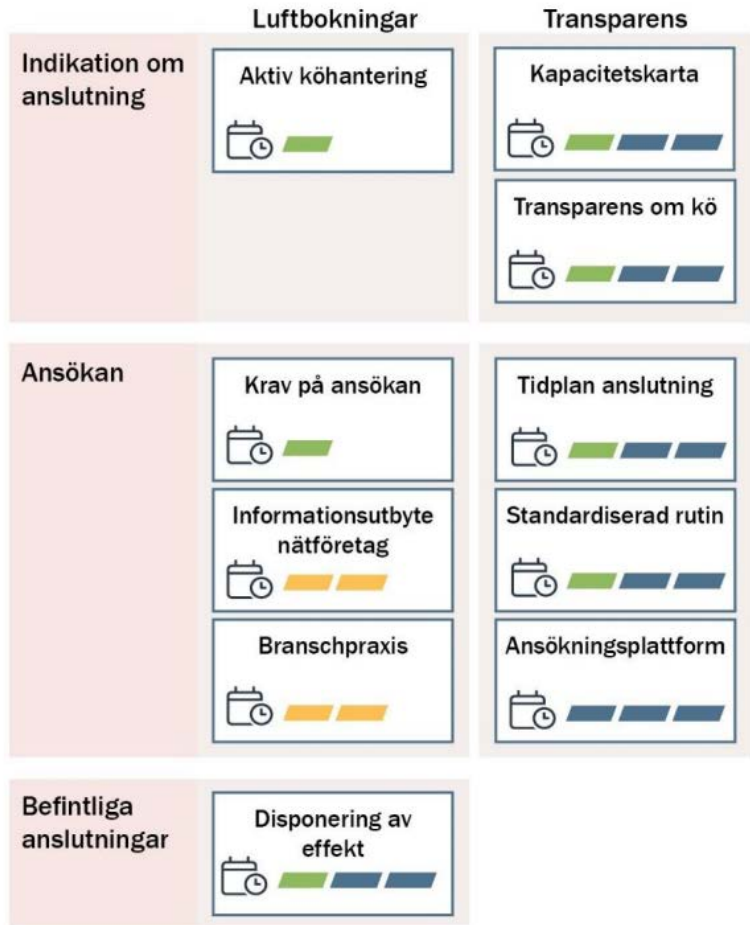 Luftbokningar
Transparens
Indikation om
anslutning
Aktiv köhantering
Kapacitetskarta
Transparens om kö
Ansökan
Krav på ansökan
Tidplan anslutning
Informationsutbyte
nätföretag
Standardiserad rutin
Branschpraxis
Ansökningsplattform
Befintliga
anslutningar
Disponering av
effekt